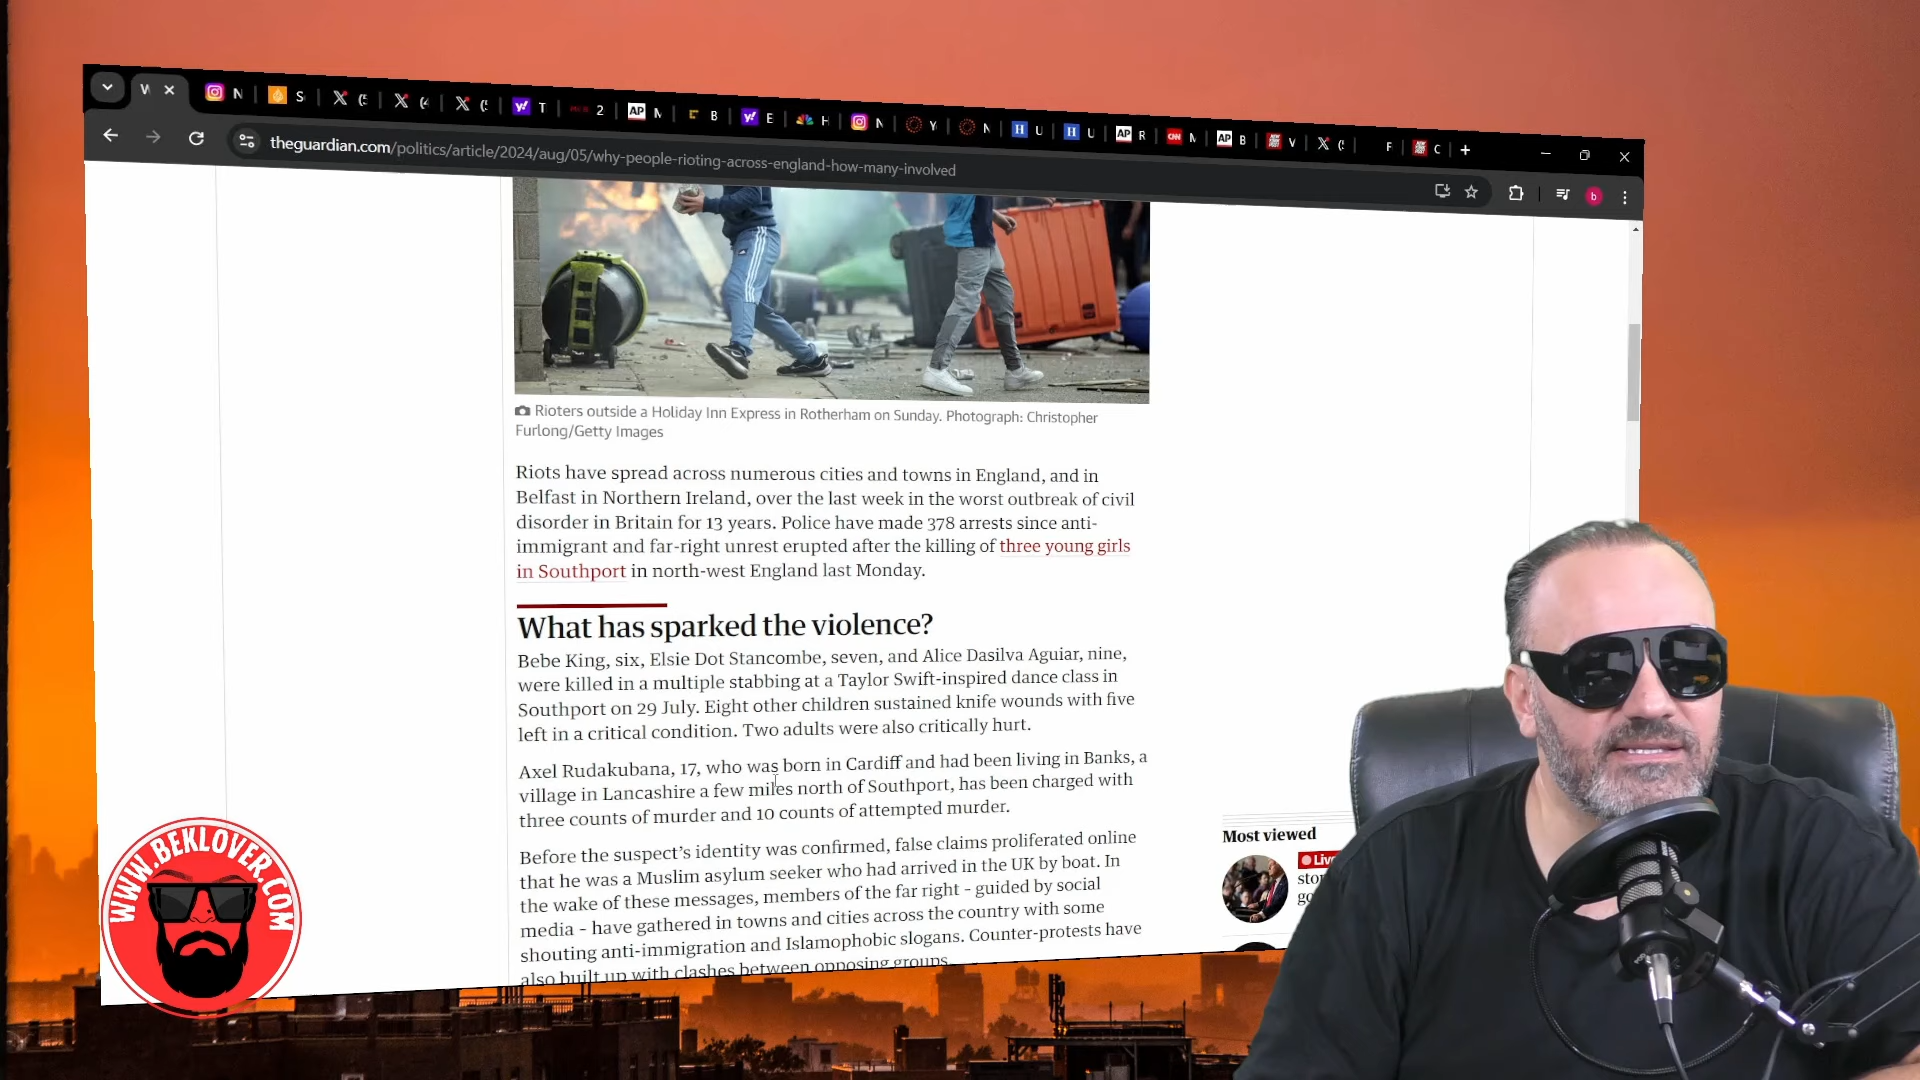 W
N
S
(5
(4
(5
T
2
AP
M
B
E
H
N
Y
N
H
U
H
U
AP
R
CNN
M
AP
B
V
(5
F
C
theguardian.com/politics/article/2024/aug/05/why-people-rioting-across-england-how-many-involved
b
Rioters outside a Holiday Inn Express in Rotherham on Sunday. Photograph: Christopher
Furlong/Getty Images
Riots have spread across numerous cities and towns in England, and in
Belfast in Northern Ireland, over the last week in the worst outbreak of civil
disorder in Britain for 13 years. Police have made 378 arrests since anti-
immigrant and far-right unrest erupted after the killing of three young girls
in Southport in north-west England last Monday.
What has sparked the violence?
Bebe King, six, Elsie Dot Stancombe, seven, and Alice Dasilva Aguiar, nine,
were killed in a multiple stabbing at a Taylor Swift-inspired dance class in
Southport on 29 July. Eight other children sustained knife wounds with five
left in a critical condition. Two adults were also critically hurt.
Axel Rudakubana, 17, who was born in Cardiff and had been living in Banks, a
village in Lancashire a few miles north of Southport, has been charged with
three counts of murder and 10 counts of attempted murder.
Before the suspect's identity was confirmed, false claims proliferated online
that he was a Muslim asylum seeker who had arrived in the UK by boat. In
the wake of these messages, members of the far right – guided by social
media – have gathered in towns and cities across the country with some
shouting anti-immigration and Islamophobic slogans. Counter-protests have
also built up with clashes between opposing groups.
Most viewed
Live
WWW.BEKLOVER.COM